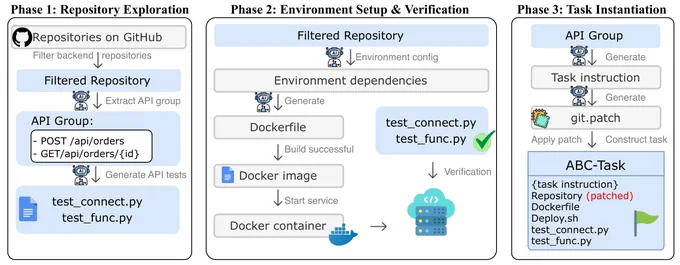 Phase 1: Repository Exploration
Repositories on GitHub
Filter backend repositories
Filtered Repository
Extract API group
API Group:
- POST /api/orders
- GET/api/orders/{id}
Generate API tests
test_connect.py
test_func.py
Phase 2: Environment Setup & Verification
Filtered Repository
Environment config
Environment dependencies
Generate
Dockerfile
Build successful
Docker image
Start service
Docker container
test_connect.py
test_func.py
Verification
Phase 3: Task Instantiation
API Group
Generate
Task instruction
Generate
git.patch
Apply patch
Construct task
ABC-Task
{task instruction}
Repository (patched)
Dockerfile
Deploy.sh
test_connect.py
test_func.py